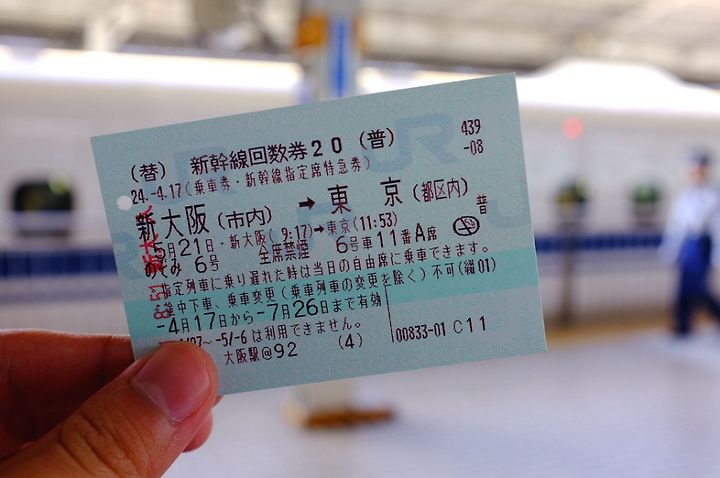 (替) 新幹線回数券20(普)
439
-08
24-4.17(乗車券・新幹線指定席特急券)
新大阪(市内) → 東 京(都区内)
普
5月21日・新大阪( 9:17)→東京(11:53)
のぞみ 6号 全席禁煙 6号車11番A席
指定列車に乗り遅れた時は当日の自由席に乗車できます。
途中下車、乗車変更(乗車列車の変更を除く)不可(綴01)
-4月17日から-7月26日まで有効
-5/-6 は利用できません。
大阪駅@92 (4)
00833-01 C11
JR